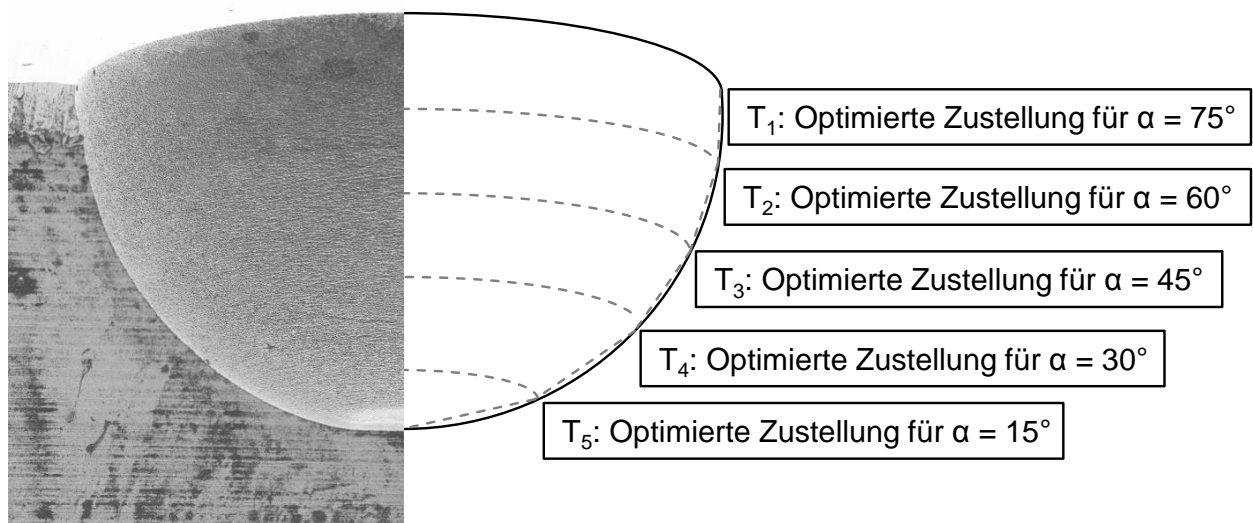 T₁: Optimierte Zustellung für α = 75°
T₂: Optimierte Zustellung für α = 60°
T₃: Optimierte Zustellung für α = 45°
T₄: Optimierte Zustellung für α = 30°
T₅: Optimierte Zustellung für α = 15°